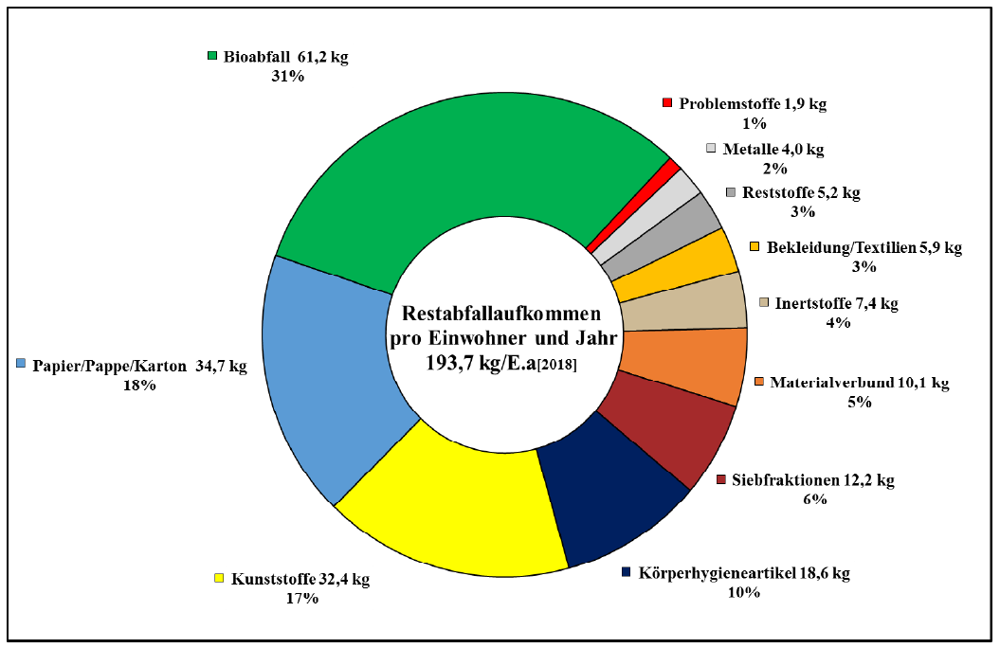 Bioabfall 61,2 kg
31%
Problemstoffe 1,9 kg
1%
Metalle 4,0 kg
2%
Reststoffe 5,2 kg
3%
Bekleidung/Textilien 5,9 kg
3%
Inertstoffe 7,4 kg
4%
Restabfallaufkommen
pro Einwohner und Jahr
193,7 kg/E.a[2018]
Papier/Pappe/Karton 34,7 kg
18%
Materialverbund 10,1 kg
5%
Siebfraktionen 12,2 kg
6%
Körperhygieneartikel 18,6 kg
10%
Kunststoffe 32,4 kg
17%